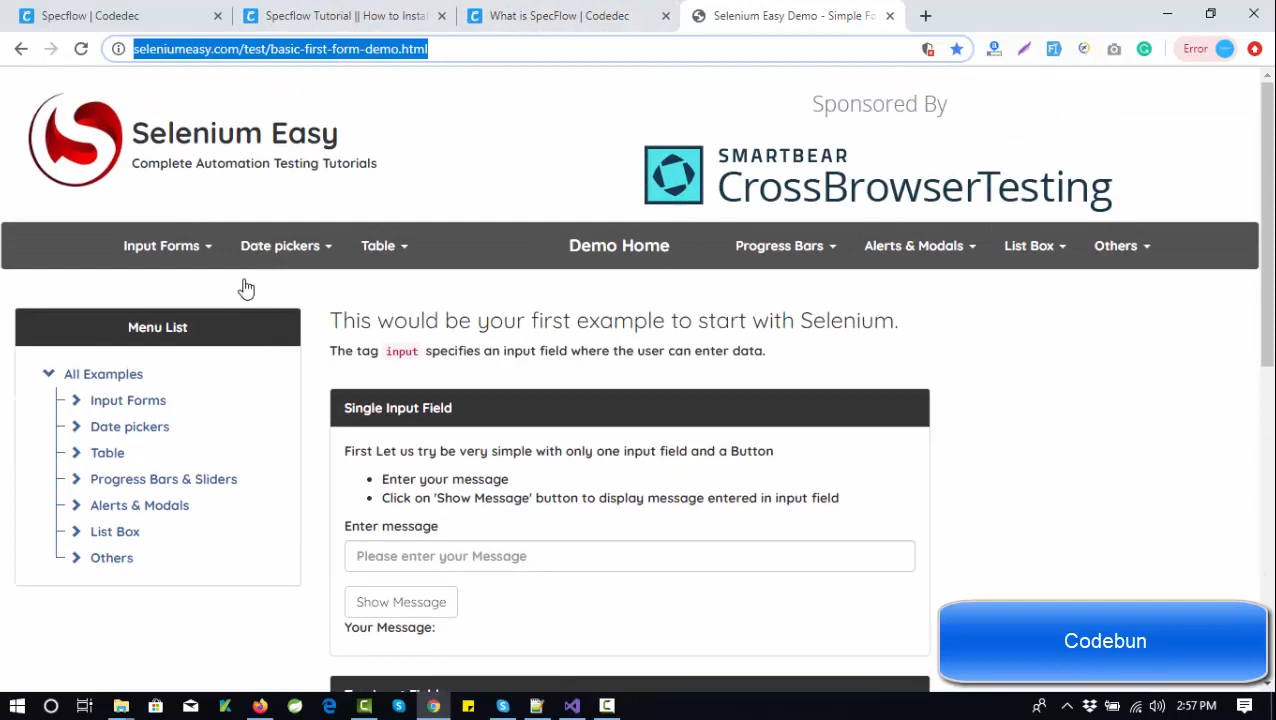 Specflow | Codedec
Specflow Tutorial || How to Instal
What is SpecFlow | Codedec
Selenium Easy Demo - Simple Fo
seleniumeasy.com/test/basic-first-form-demo.html
Error
Sponsored By
Selenium Easy
Complete Automation Testing Tutorials
SMARTBEAR
CrossBrowserTesting
Input Forms
Date pickers
Table
Demo Home
Progress Bars
Alerts & Modals
List Box
Others
Menu List
All Examples
Input Forms
Date pickers
Table
Progress Bars & Sliders
Alerts & Modals
List Box
Others
This would be your first example to start with Selenium.
The tag input specifies an input field where the user can enter data.
Single Input Field
First Let us try be very simple with only one input field and a Button
Enter your message
Click on 'Show Message' button to display message entered in input field
Enter message
Please enter your Message
Show Message
Your Message:
Codebun
2:57 PM